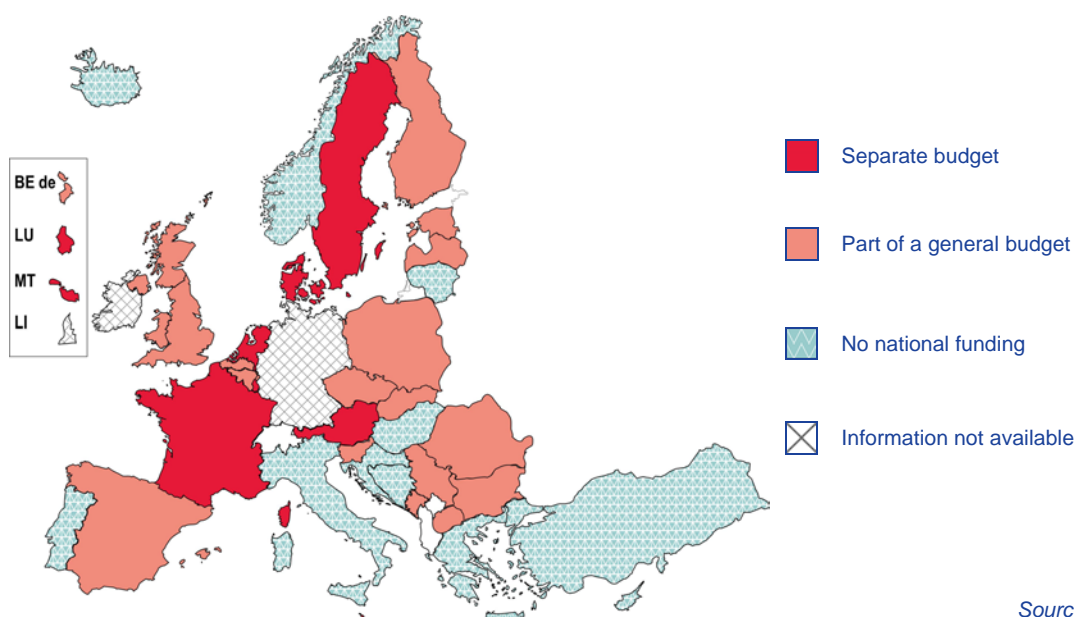 BE de
LU
MT
LI
Separate budget
Part of a general budget
No national funding
Information not available
Sourc